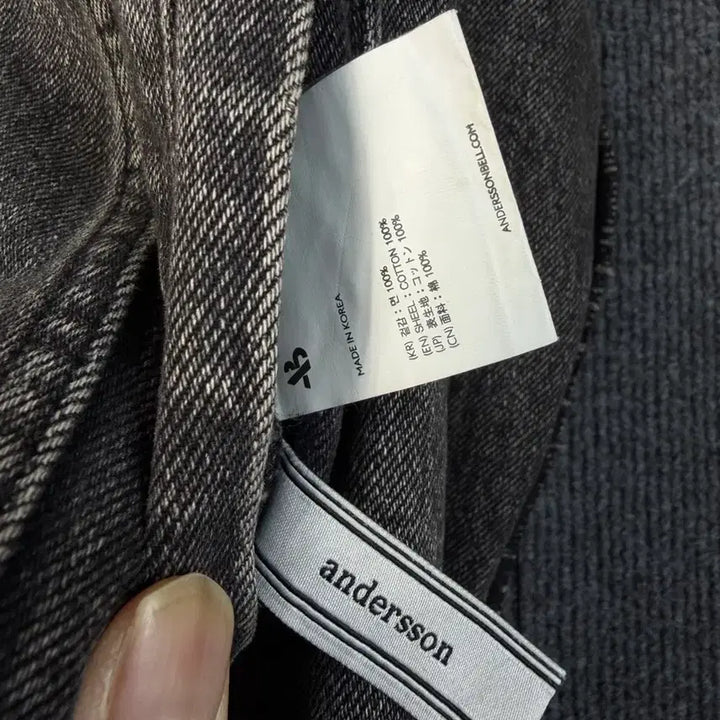 ANDERSSONBELL.COM
(KR) 겉감 : 면 100%
(EN) SHEEL : COTTON 100%
(JP) 表生地 : コットン 100%
(CN) 面料 : 棉 100%
MADE IN KOREA
andersson